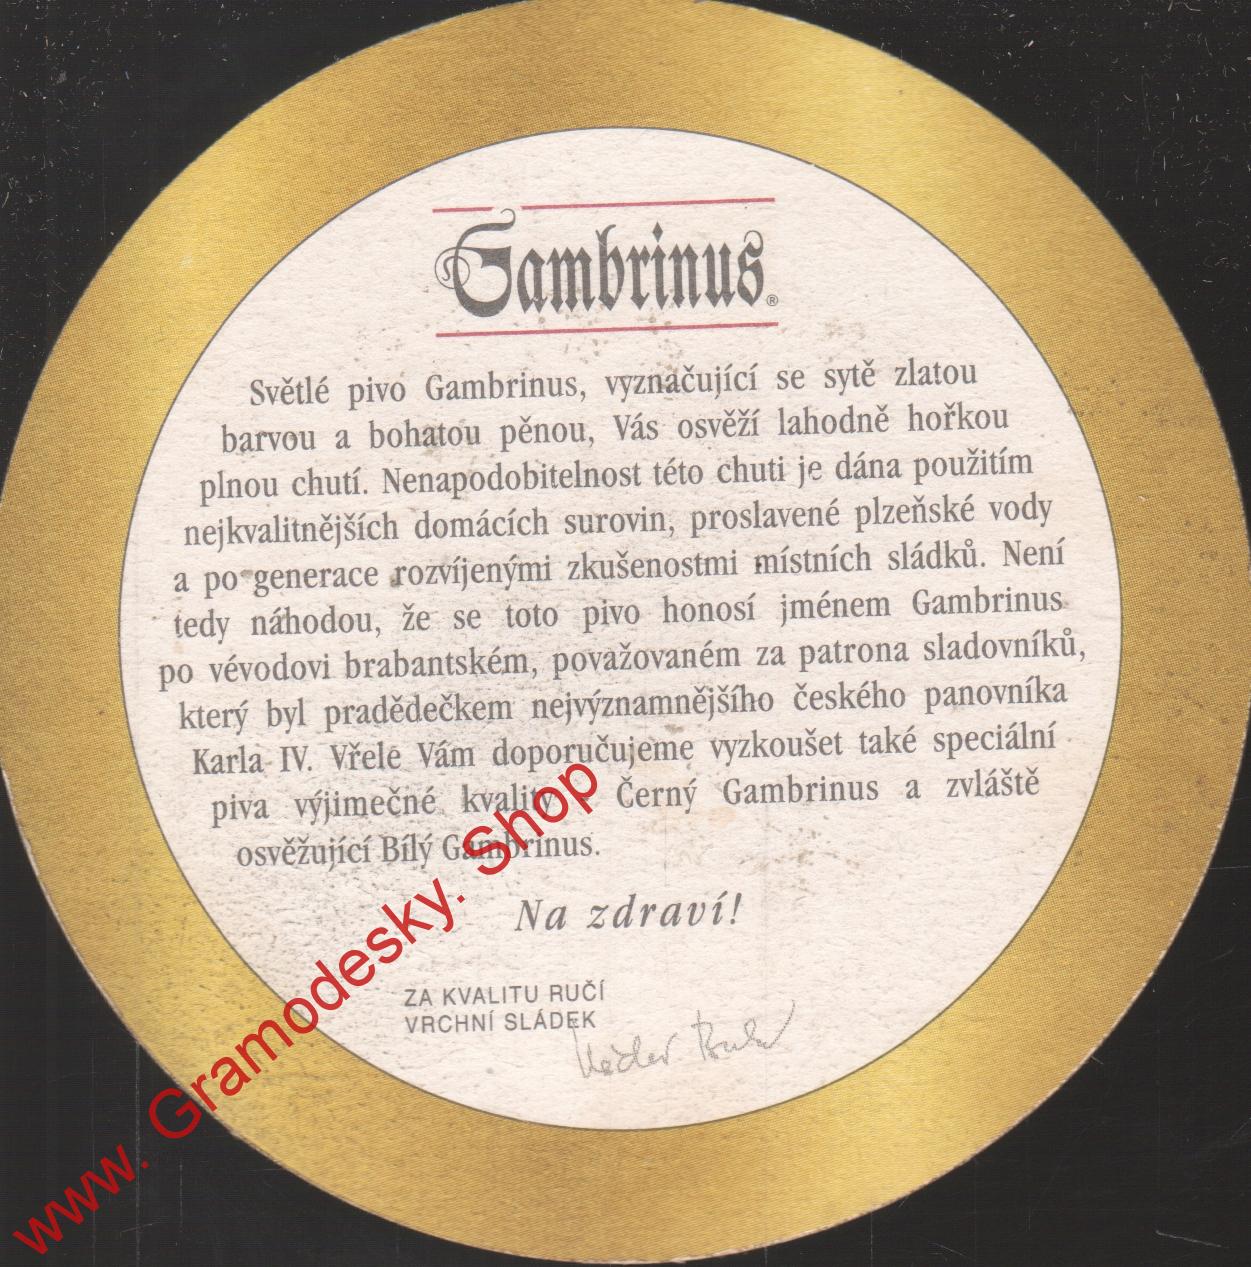 Gambrinus®
Světlé pivo Gambrinus, vyznačující se sytě zlatou
barvou a bohatou pěnou, Vás osvěží lahodně hořkou
plnou chutí. Nenapodobitelnost této chuti je dána použitím
nejkvalitnějších domácích surovin, proslavené plzeňské vody
a po generace rozvíjenými zkušenostmi místních sládků. Není
tedy náhodou, že se toto pivo honosí jménem Gambrinus
po vévodovi brabantském, považovaném za patrona sladovníků,
který byl pradědečkem nejvýznamnějšího českého panovníka
Karla IV. Vřele Vám doporučujeme vyzkoušet také speciální
piva výjimečné kvality Černý Gambrinus a zvláště
osvěžující Bílý Gambrinus.
Na zdraví!
ZA KVALITU RUČÍ
VRCHNÍ SLÁDEK
www. Gramodesky. Shop